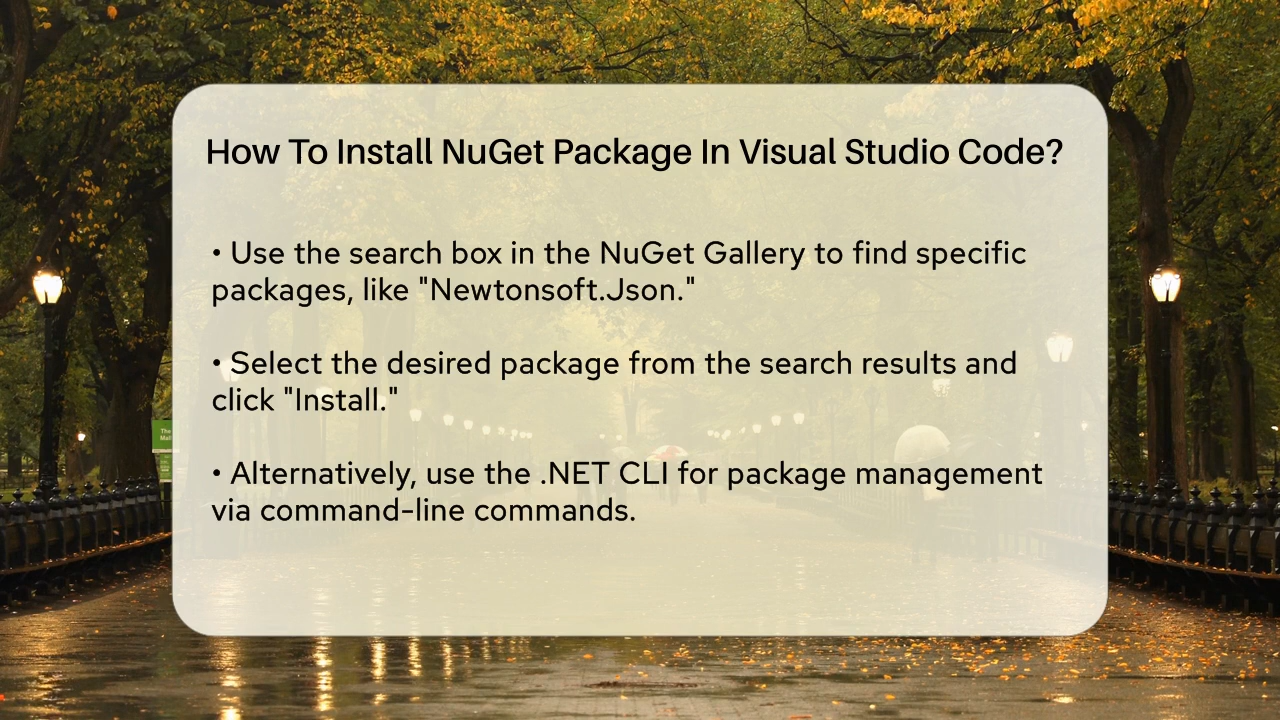 How To Install NuGet Package In Visual Studio Code?
• Use the search box in the NuGet Gallery to find specific
packages, like "Newtonsoft.Json."
• Select the desired package from the search results and
click "Install."
• Alternatively, use the .NET CLI for package management
via command-line commands.
The
Mall